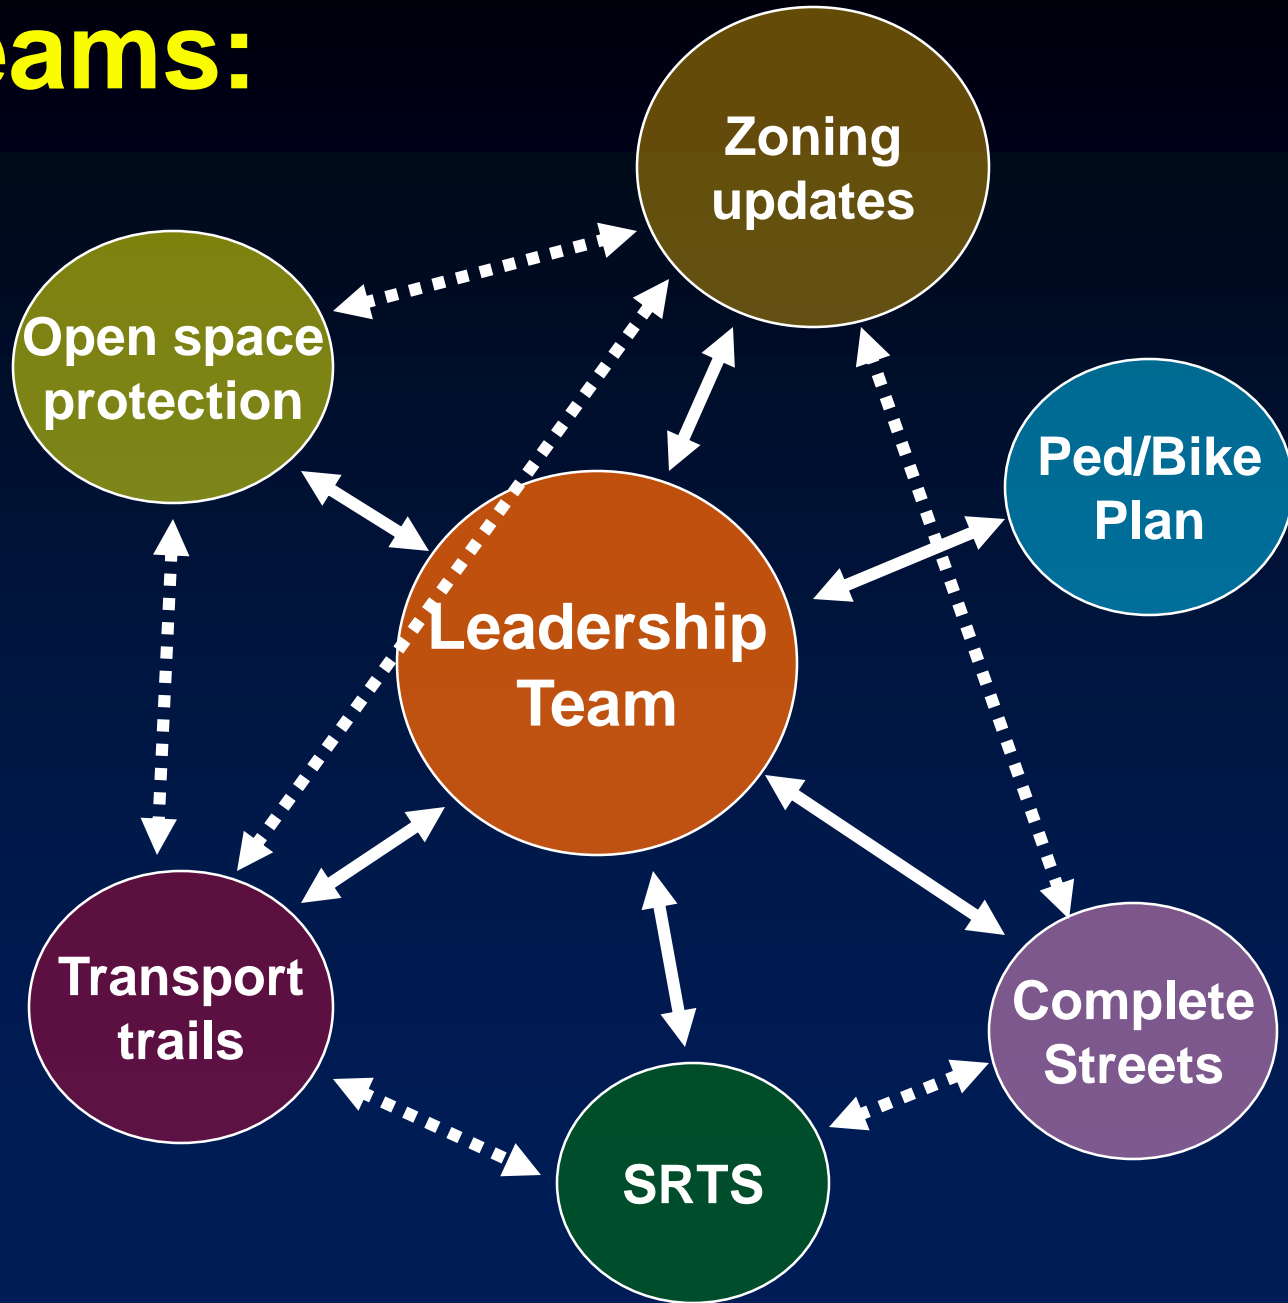 eams:
Zoning
updates
Open space
protection
Ped/Bike
Plan
Leadership
Team
Transport
trails
Complete
Streets
SRTS